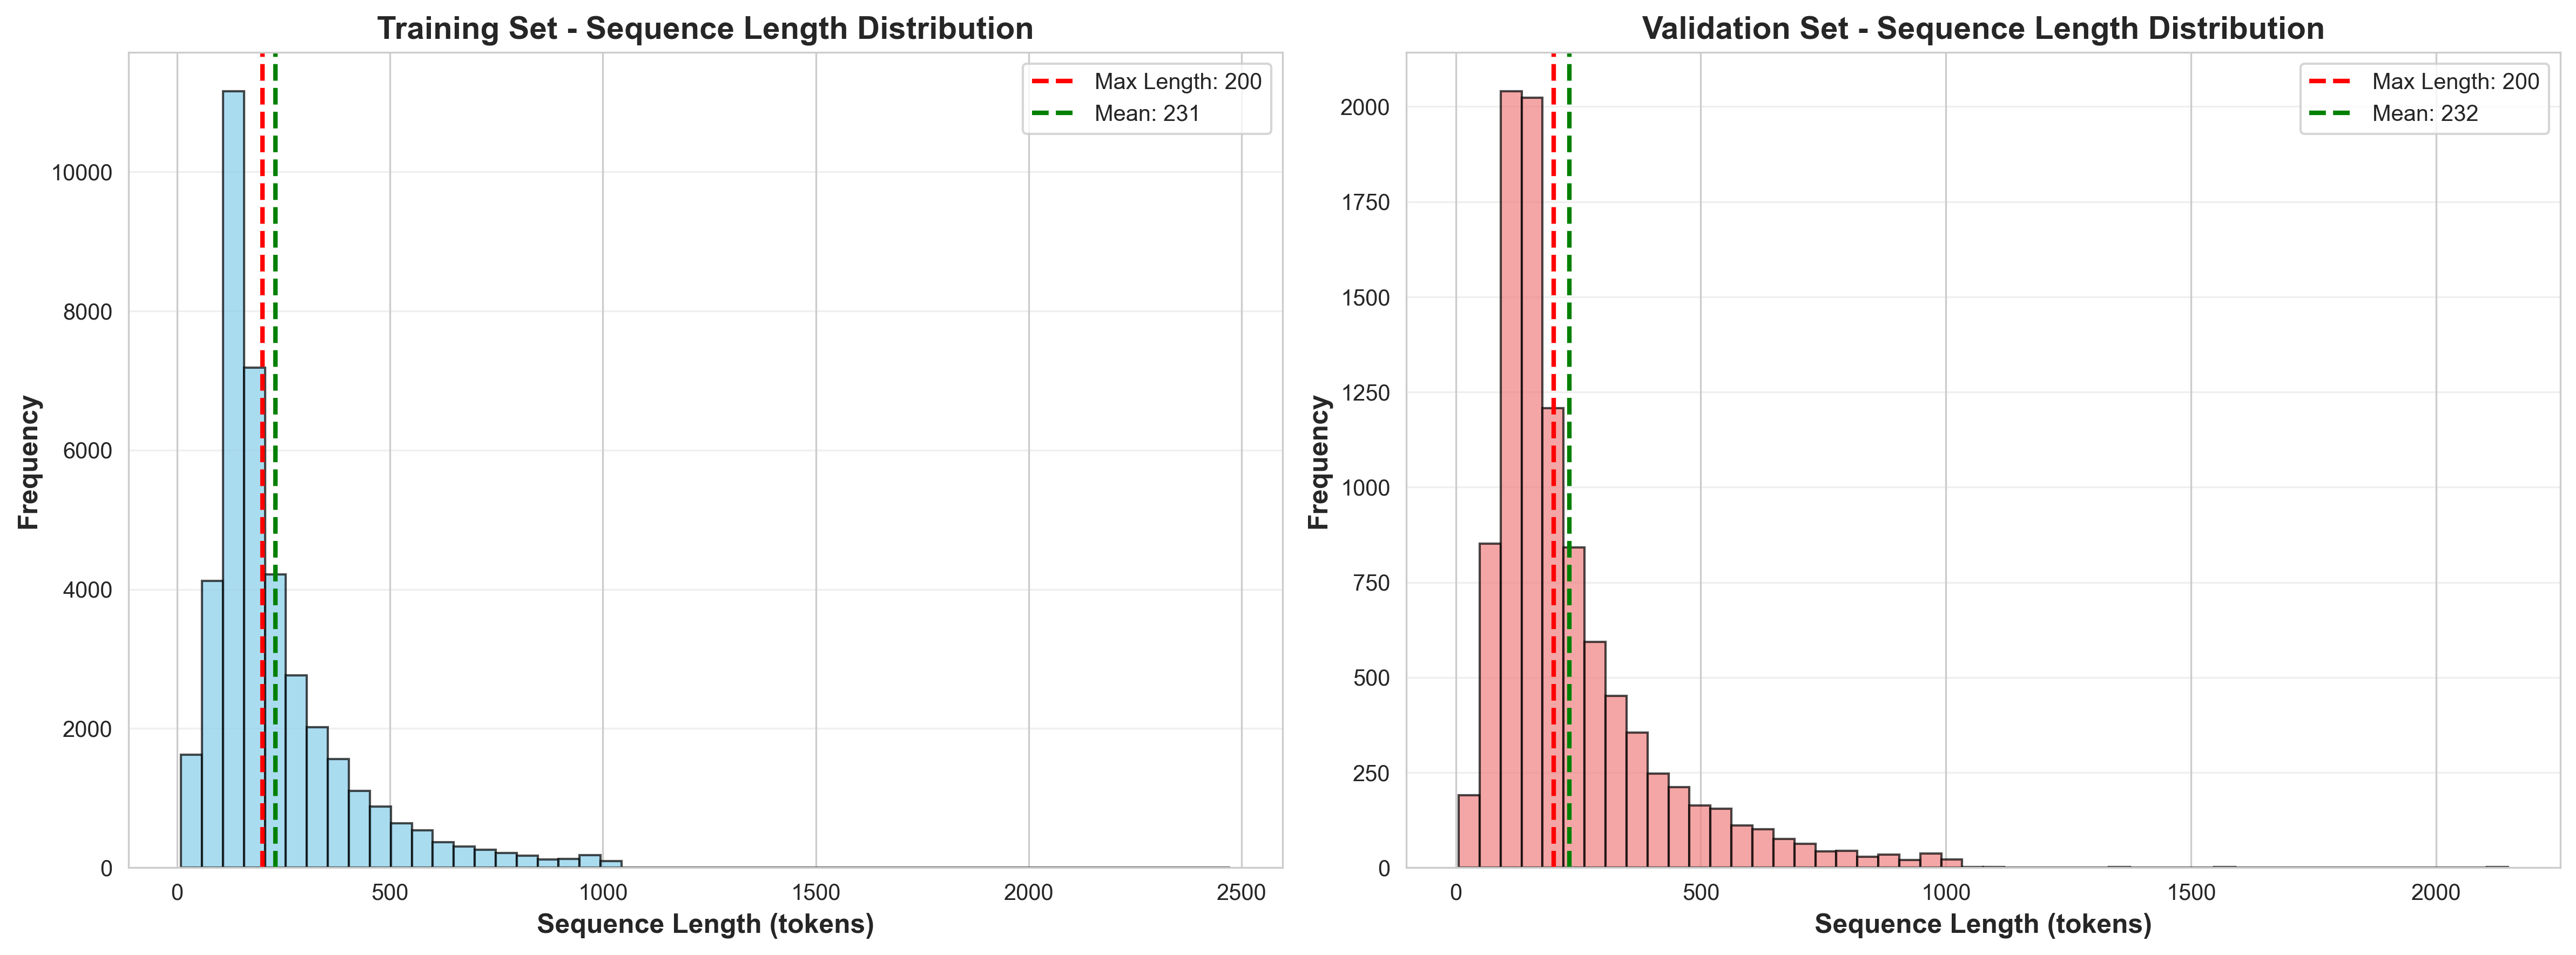 Training Set - Sequence Length Distribution
Max Length: 200
Mean: 231
Frequency
10000
8000
6000
4000
2000
0
0 500 1000 1500 2000 2500
Sequence Length (tokens)
Validation Set - Sequence Length Distribution
Max Length: 200
Mean: 232
Frequency
2000
1750
1500
1250
1000
750
500
250
0
0 500 1000 1500 2000
Sequence Length (tokens)